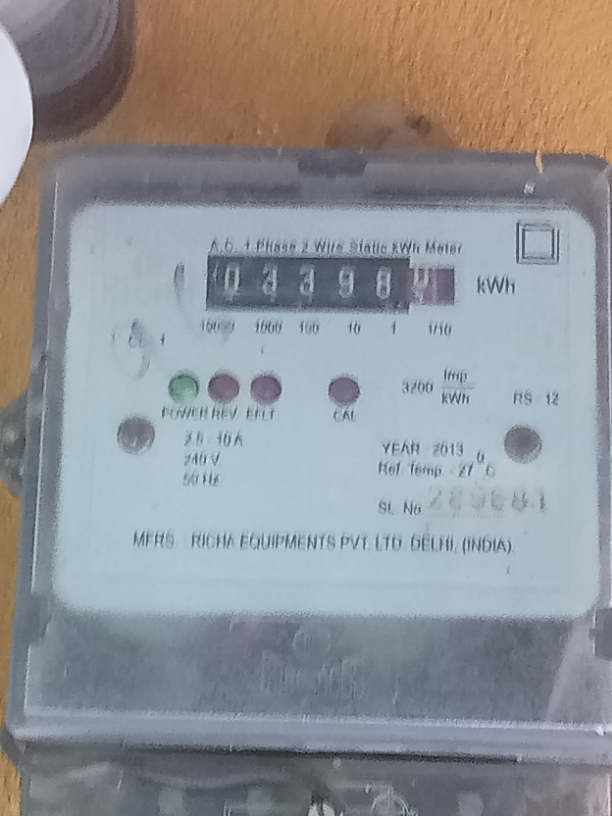 A.C. 1 Phase 2 Wire Static kWh Meter
0 3 3 9 8 kWh
10000 1000 100 10 1 1/10
POWER REV EFLT CAL
3200 Imp/kWh
RS-12
2.5 - 10 A
240 V
50 Hz
YEAR - 2013
Ref. Temp. - 27°C
SL. No.
MFRS. RICHA EQUIPMENTS PVT. LTD. DELHI, (INDIA).